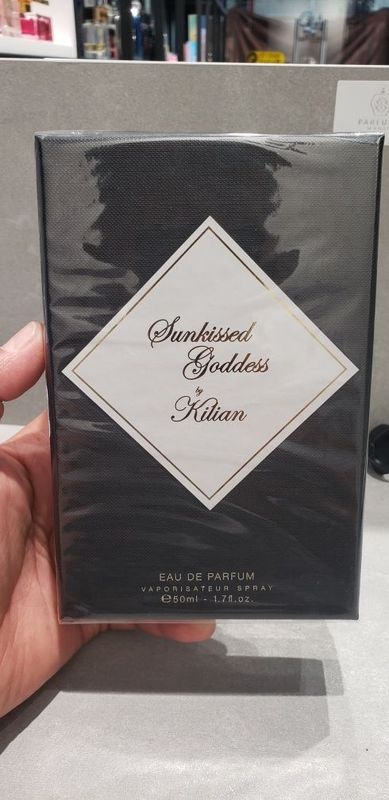 Sunkissed
Goddess
by
Kilian
EAU DE PARFUM
VAPORISATEUR SPRAY
℮50ml - 1.7fl.oz.